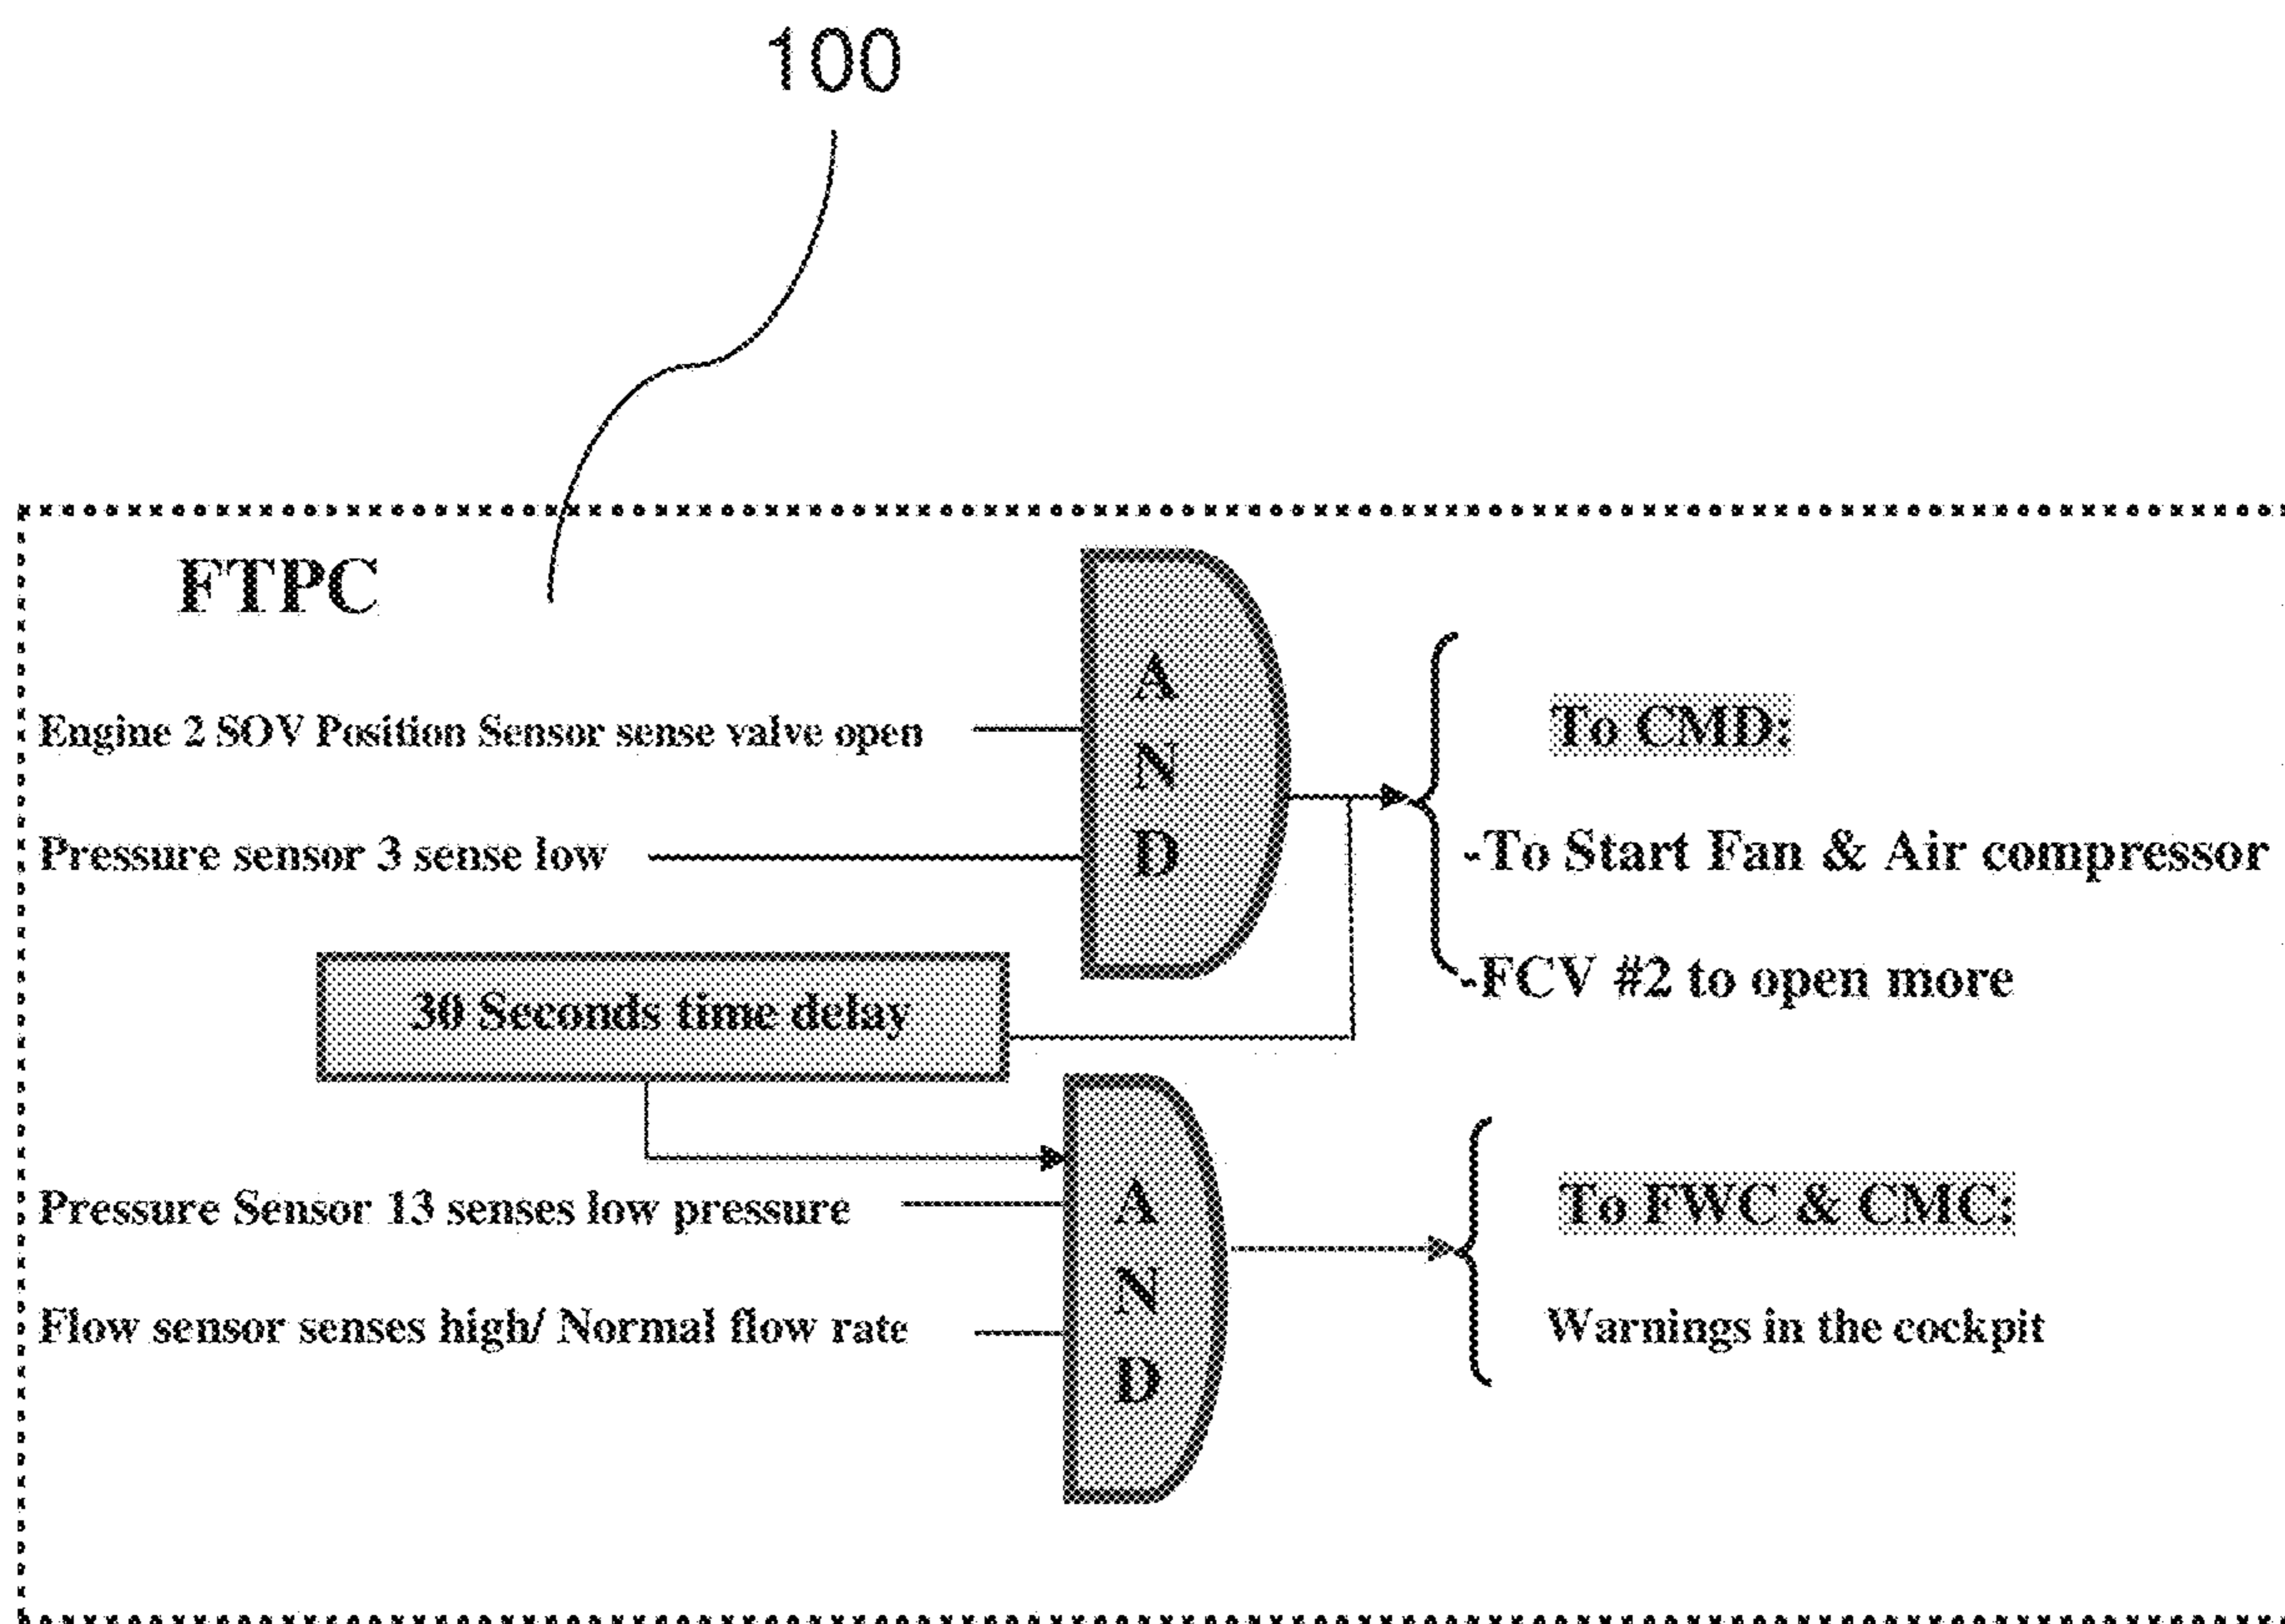 100
FTPC
Engine 2 SOV Position Sensor sense valve open
Pressure sensor 3 sense low
A
N
D
To CMD:
-To Start Fan & Air compressor
-FCV #2 to open more
30 Seconds time delay
Pressure Sensor 13 senses low pressure
Flow sensor senses high/ Normal flow rate
A
N
D
To FWC & CMC:
Warnings in the cockpit